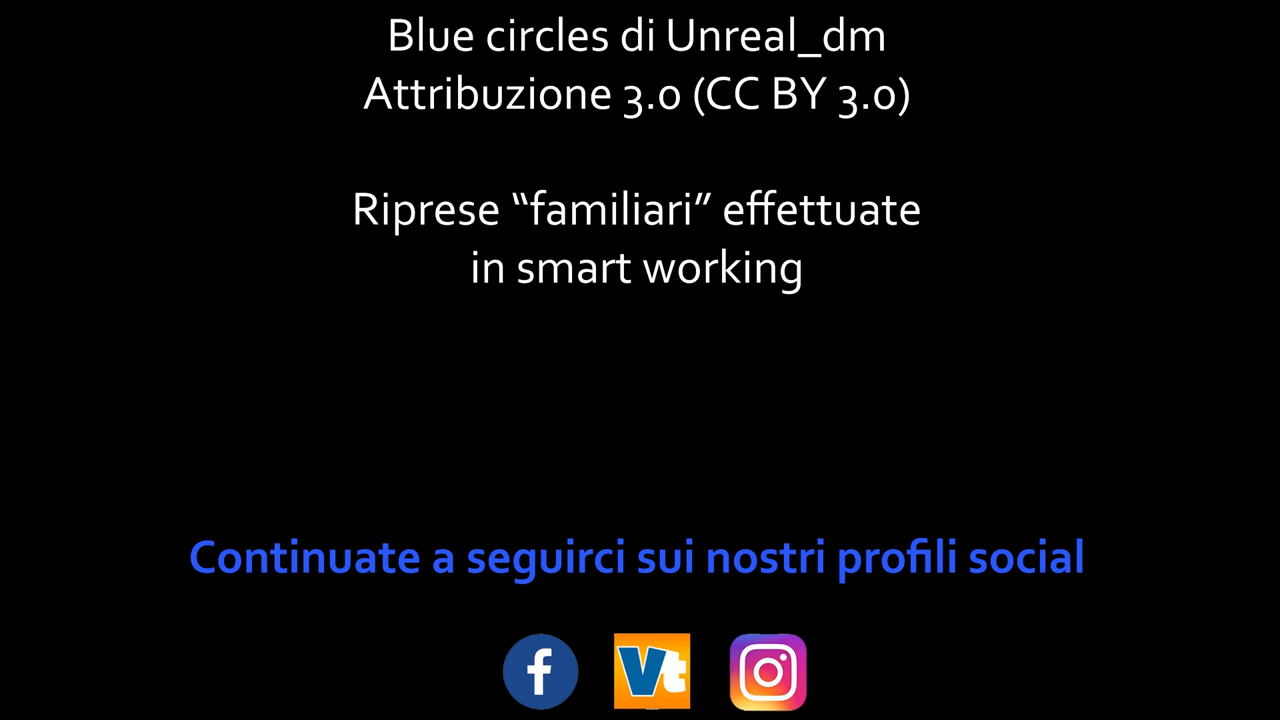 Blue circles di Unreal_dm
Attribuzione 3.0 (CC BY 3.0)
Riprese “familiari” effettuate
in smart working
Continuate a seguirci sui nostri profili social
f Vt